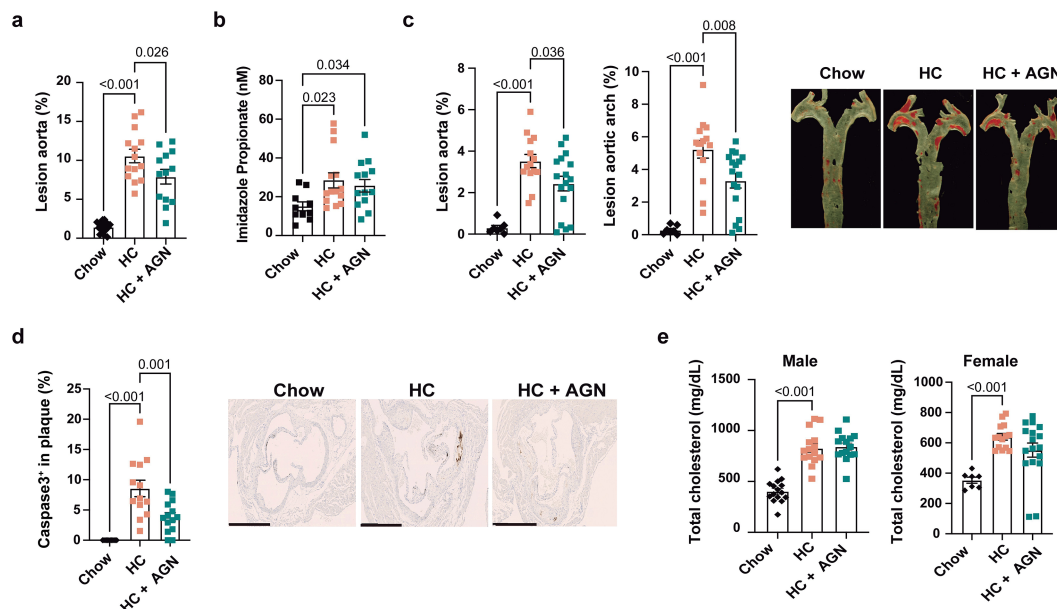 a
Lesion aorta (%)
20
15
10
5
0
<0.001
0.026
Chow
HC
HC + AGN
b
Imidazole Propionate (nM)
80
60
40
20
0
0.034
0.023
Chow
HC
HC + AGN
c
Lesion aorta (%)
8
6
4
2
0
<0.001
0.036
Chow
HC
HC + AGN
Lesion aortic arch (%)
10
8
6
4
2
0
<0.001
0.008
Chow
HC
HC + AGN
Chow
HC
HC + AGN
d
Caspase3⁺ in plaque (%)
25
20
15
10
5
0
<0.001
0.001
Chow
HC
HC + AGN
Chow
HC
HC + AGN
e
Male
Total cholesterol (mg/dL)
1500
1000
500
0
<0.001
Chow
HC
HC + AGN
Female
Total cholesterol (mg/dL)
1000
800
600
400
200
0
<0.001
Chow
HC
HC + AGN